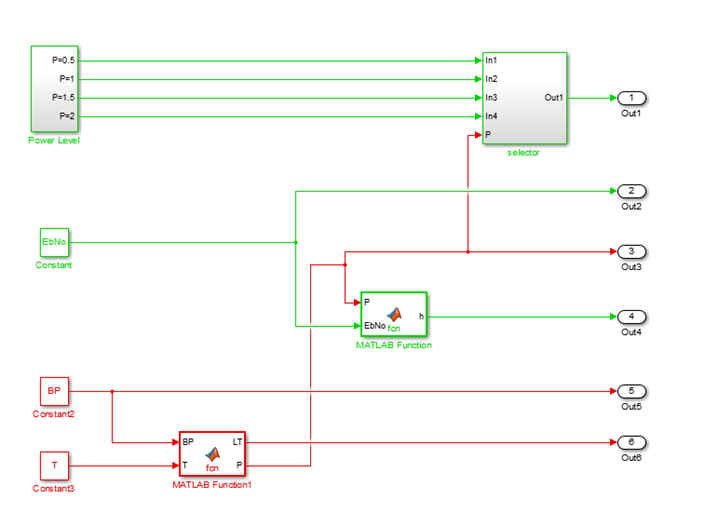 P=0.5
P=1
P=1.5
P=2
Power Level
In1
In2
In3
In4
P
Out1
selector
1
Out1
2
Out2
EbNo
Constant
3
Out3
P
EbNo
fcn
h
MATLAB Function
4
Out4
BP
Constant2
5
Out5
BP
T
fcn
LT
P
MATLAB Function1
6
Out6
T
Constant3